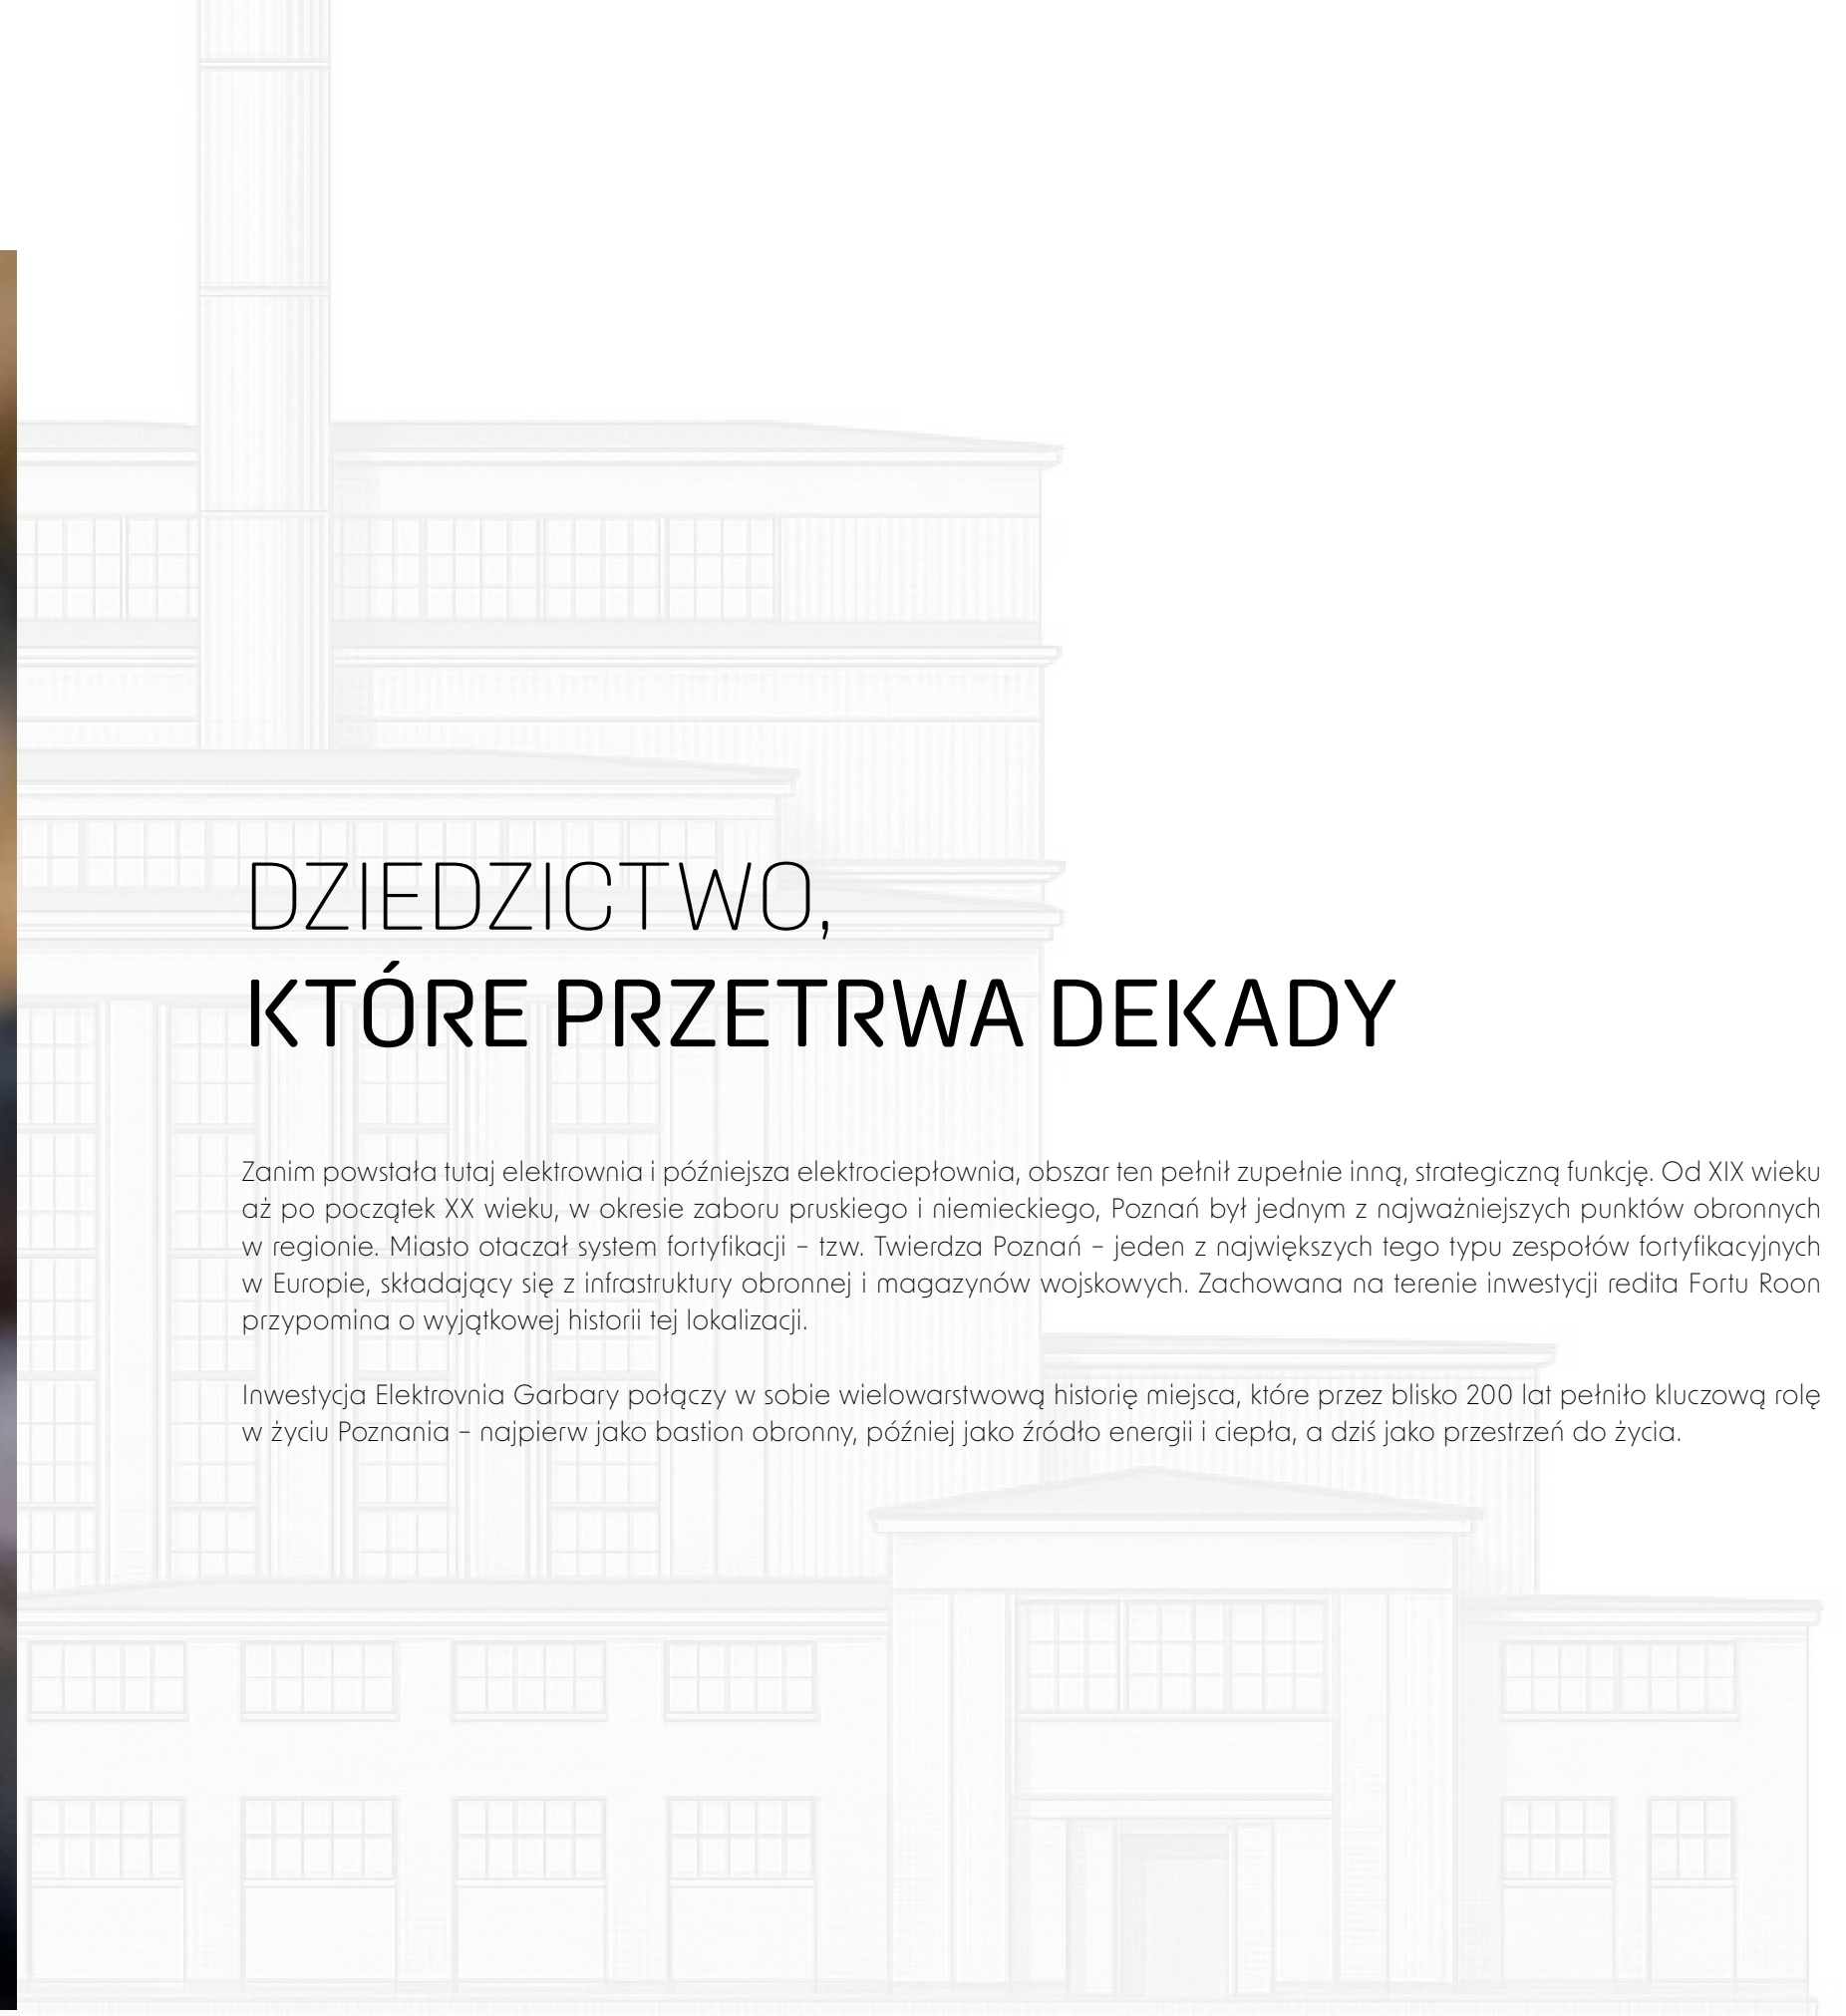 DZIEDZICTWO,
KTÓRE PRZETRWA DEKADY
Zanim powstała tutaj elektrownia i późniejsza elektrociepłownia, obszar ten pełnił zupełnie inną, strategiczną funkcję. Od XIX wieku
aż po początek XX wieku, w okresie zaboru pruskiego i niemieckiego, Poznań był jednym z najważniejszych punktów obronnych
w regionie. Miasto otaczał system fortyfikacji – tzw. Twierdza Poznań – jeden z największych tego typu zespołów fortyfikacyjnych
w Europie, składający się z infrastruktury obronnej i magazynów wojskowych. Zachowana na terenie inwestycji redita Fortu Roon
przypomina o wyjątkowej historii tej lokalizacji.
Inwestycja Elektrovnia Garbary połączy w sobie wielowarstwową historię miejsca, które przez blisko 200 lat pełniło kluczową rolę
w życiu Poznania – najpierw jako bastion obronny, później jako źródło energii i ciepła, a dziś jako przestrzeń do życia.